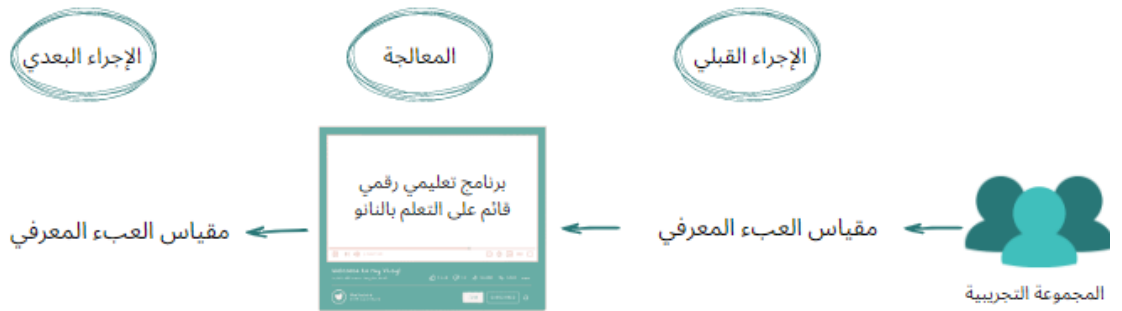 الإجراء القبلي
المعالجة
الإجراء البعدي
المجموعة التجريبية
مقياس العبء المعرفي
برنامج تعليمي رقمي
قائم على التعلم بالنانو
مقياس العبء المعرفي